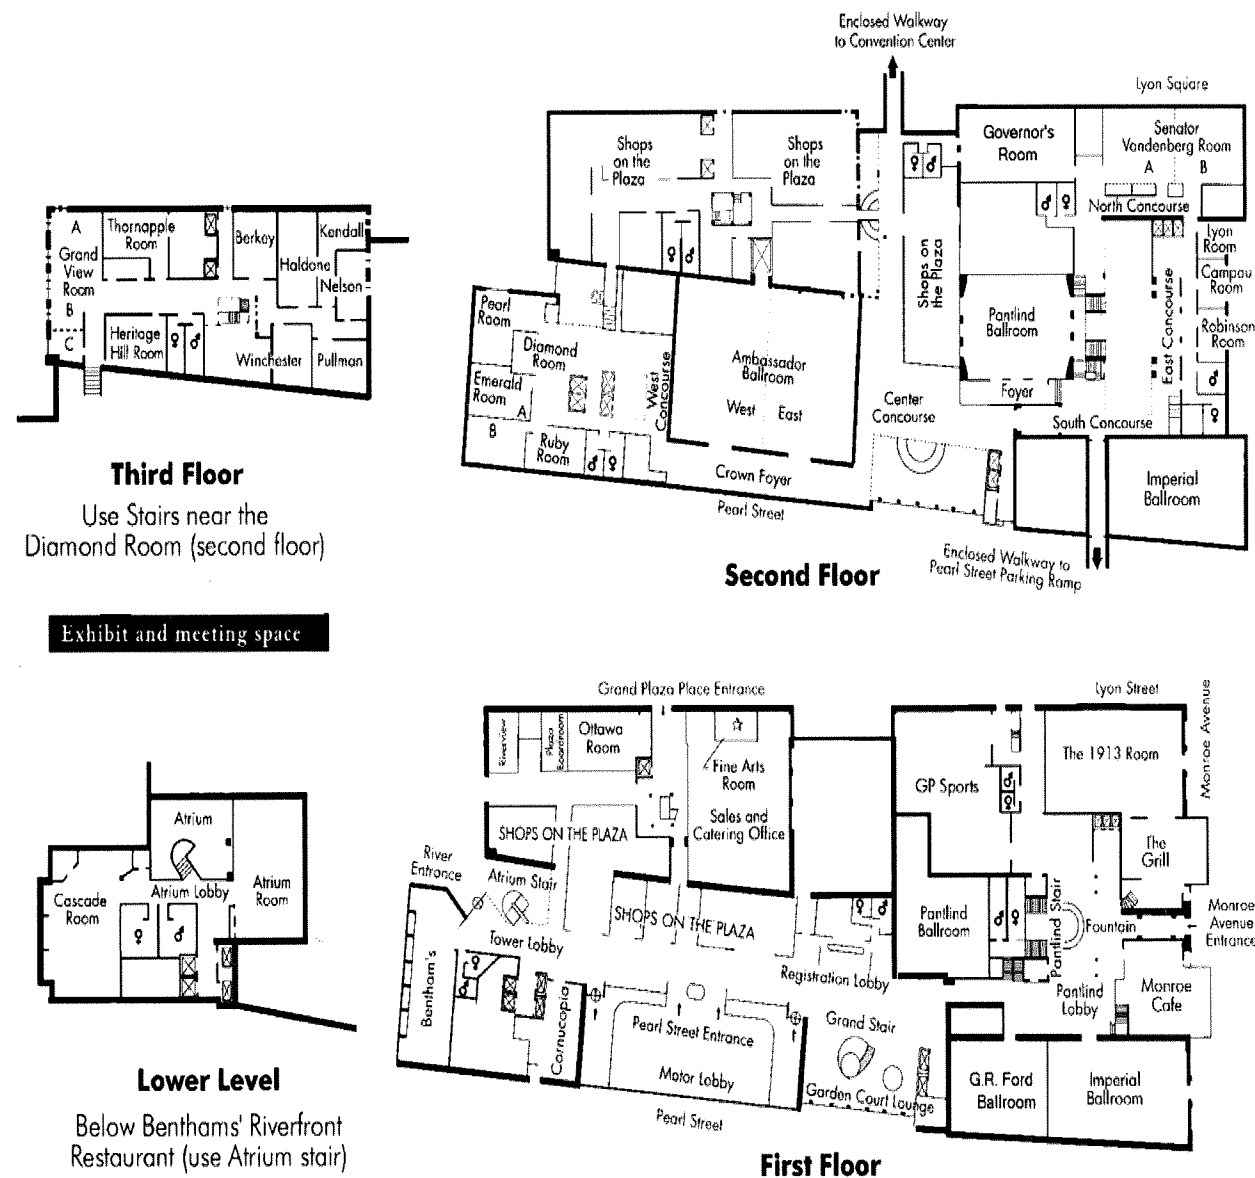 Enclosed Walkway
to Convention Center
Lyon Square
Shops
on the
Plaza
Shops
on the
Plaza
Governor's
Room
Senator
Vandenberg Room
A B
North Concourse
Lyon
Room
Campau
Room
Robinson
Room
East Concourse
Shops on
the Plaza
Pantlind
Ballroom
Foyer
South Concourse
Center
Concourse
Pearl
Room
Diamond
Room
Emerald
Room
A
B
Ruby
Room
West
Concourse
Ambassador
Ballroom
West East
Crown Foyer
Pearl Street
Imperial
Ballroom
Enclosed Walkway to
Pearl Street Parking Ramp
Second Floor
A
Grand
View
Room
B
C
Thornapple
Room
Berkey
Haldane
Kendall
Nelson
Heritage
Hill Room
Winchester
Pullman
Third Floor
Use Stairs near the
Diamond Room (second floor)
Exhibit and meeting space
Atrium
Atrium Lobby
Cascade
Room
Atrium
Room
Lower Level
Below Benthams' Riverfront
Restaurant (use Atrium stair)
Grand Plaza Place Entrance
Lyon Street
Monroe Avenue
Riverview
Plaza
Boardroom
Ottawa
Room
Fine Arts
Room
Sales and
Catering Office
SHOPS ON THE PLAZA
GP Sports
The 1913 Room
The
Grill
River
Entrance
Atrium Stair
SHOPS ON THE PLAZA
Tower Lobby
Bentham's
Cornucopia
Registration Lobby
Pantlind
Ballroom
Pantlind Stair
Fountain
Monroe
Avenue
Entrance
Pantlind
Lobby
Monroe
Cafe
Pearl Street Entrance
Motor Lobby
Pearl Street
Grand Stair
Garden Court Lounge
G.R. Ford
Ballroom
Imperial
Ballroom
First Floor